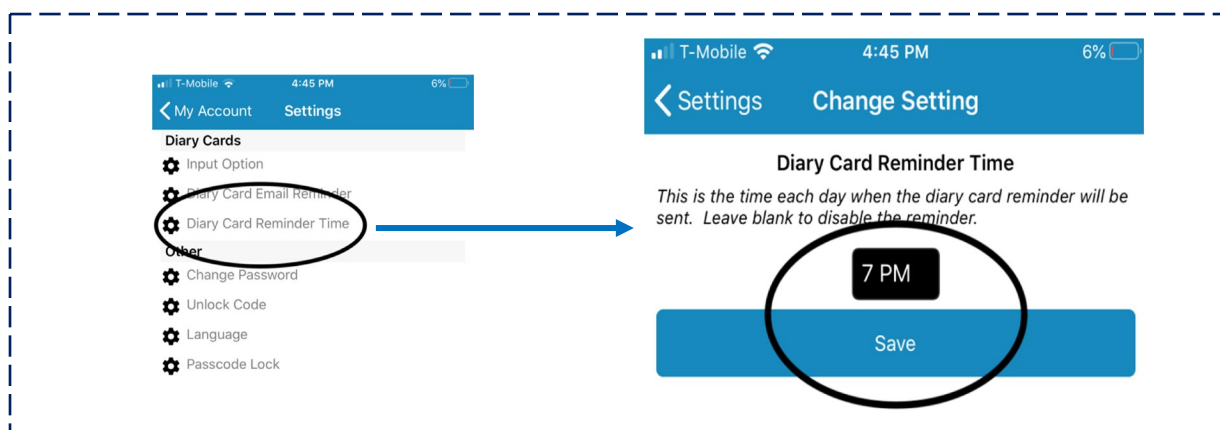 T-Mobile 4:45 PM 6%
My Account Settings
Diary Cards
Input Option
Diary Card Email Reminder
Diary Card Reminder Time
Other
Change Password
Unlock Code
Language
Passcode Lock
T-Mobile 4:45 PM 6%
Settings Change Setting
Diary Card Reminder Time
This is the time each day when the diary card reminder will be
sent. Leave blank to disable the reminder.
7 PM
Save